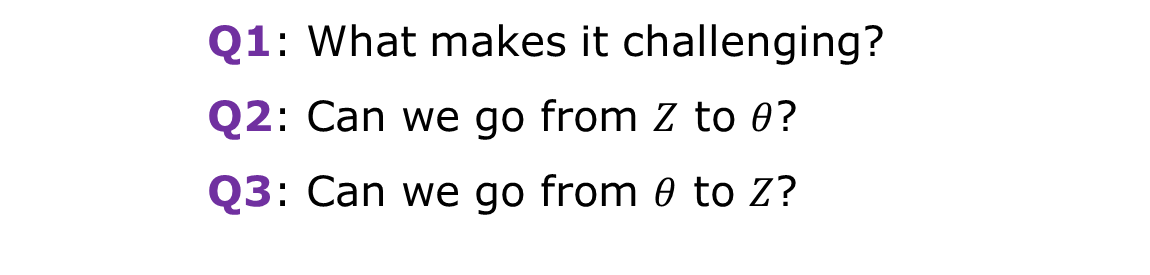 Q1: What makes it challenging?
Q2: Can we go from Z to θ?
Q3: Can we go from θ to Z?